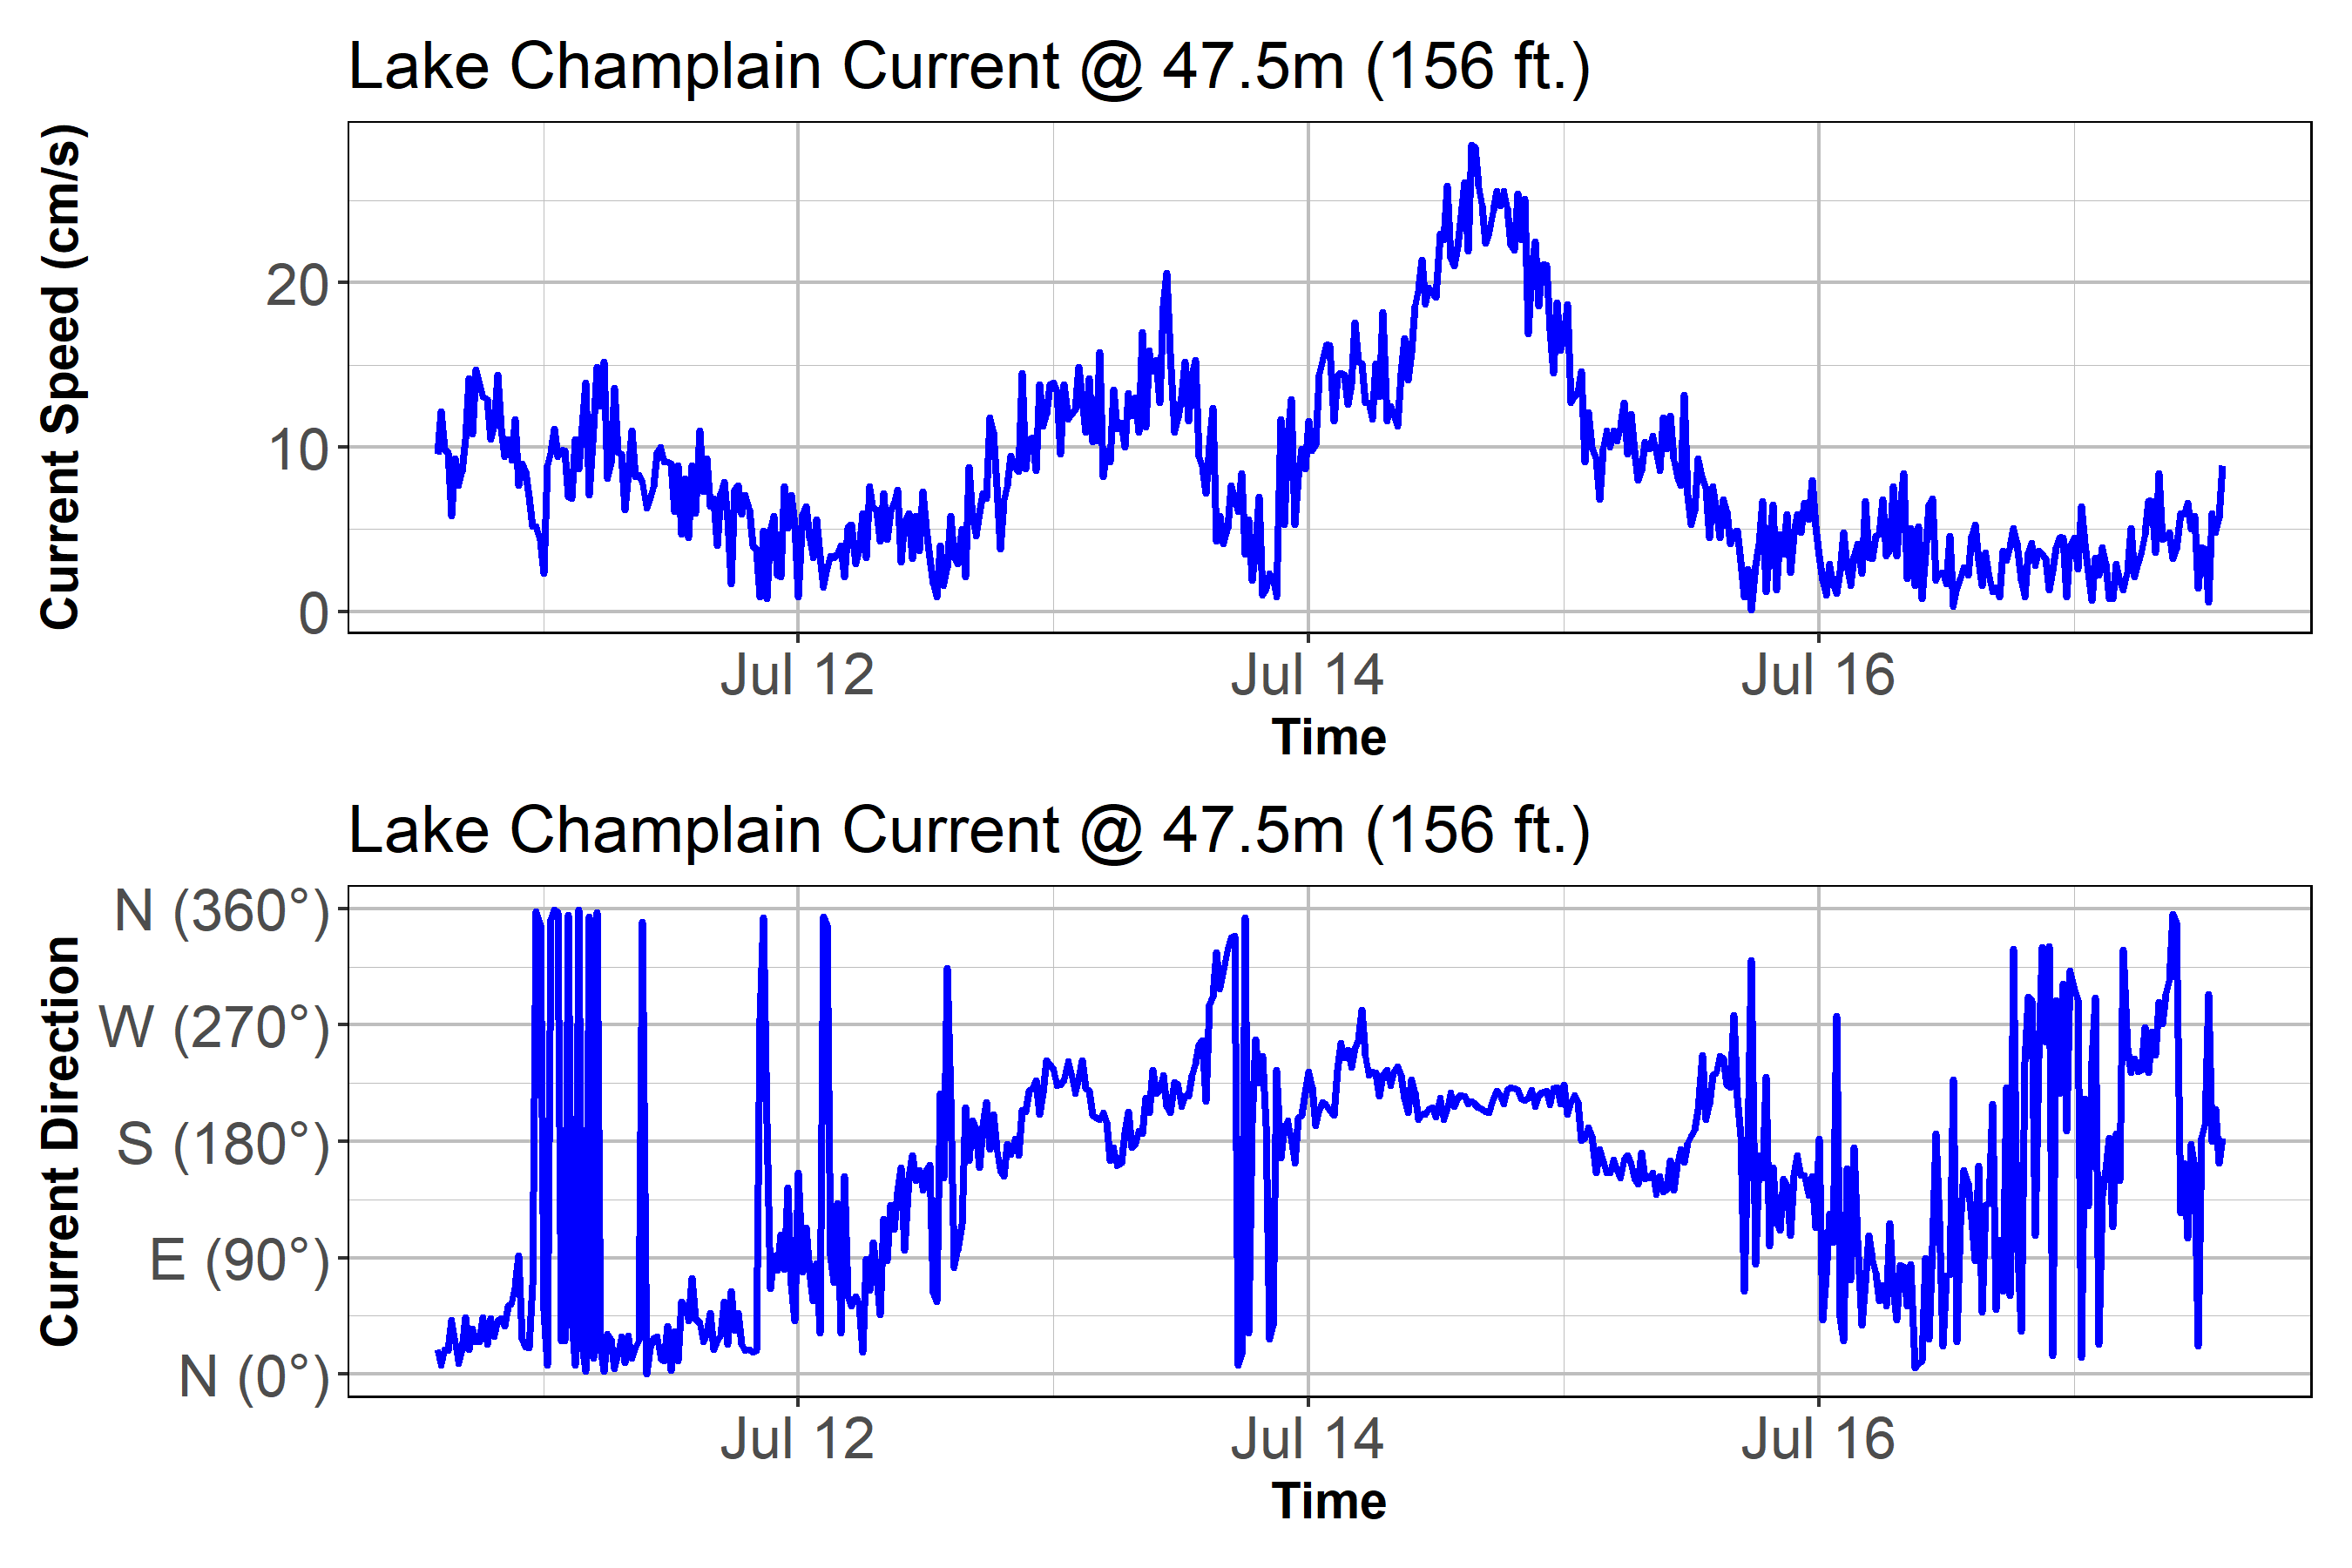 Lake Champlain Current @ 47.5m (156 ft.)
Current Speed (cm/s)
20
10
0
Jul 12 Jul 14 Jul 16
Time
Lake Champlain Current @ 47.5m (156 ft.)
Current Direction
N (360°)
W (270°)
S (180°)
E (90°)
N (0°)
Jul 12 Jul 14 Jul 16
Time